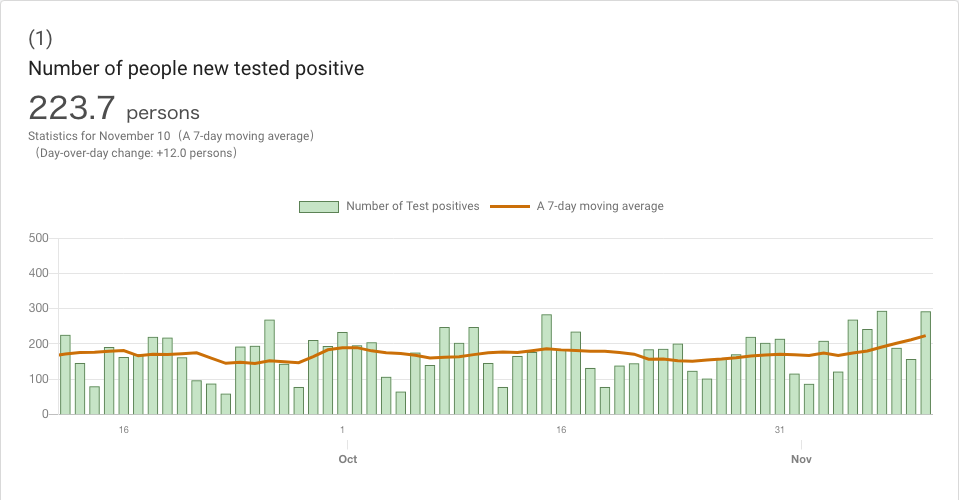 (1)
Number of people new tested positive
223.7 persons
Statistics for November 10（A 7-day moving average）
（Day-over-day change: +12.0 persons）
Number of Test positives A 7-day moving average
500
400
300
200
100
0
16 1 16 31
Oct Nov